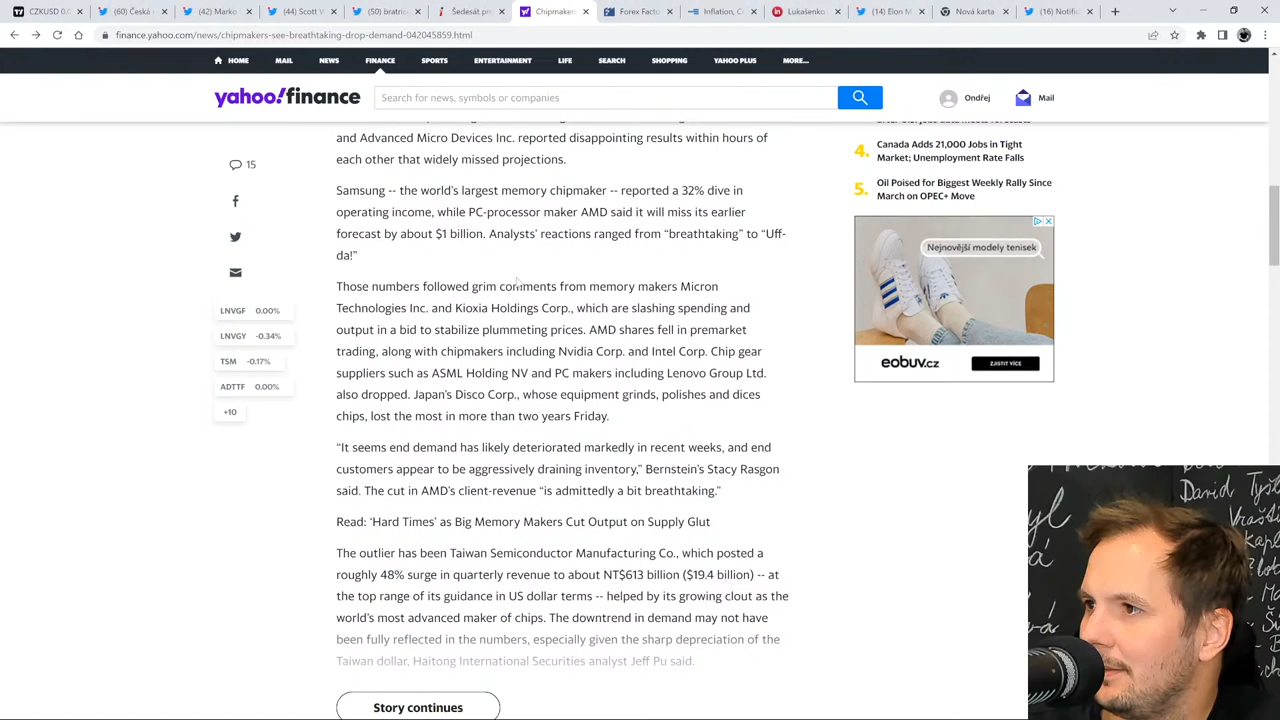 CZKUSD 0.0
(60) Česká
(42) Marko
(44) Scott W
(50) bratric
Šedesát p
Chipmakers
Forex Factu
Inflation, C
Lukašenko
(14) Elon M
Nová karta
(16) Notific
finance.yahoo.com/news/chipmakers-see-breathtaking-drop-demand-042045859.html
HOME
MAIL
NEWS
FINANCE
SPORTS
ENTERTAINMENT
LIFE
SEARCH
SHOPPING
YAHOO PLUS
MORE...
yahoo!finance
Search for news, symbols or companies
Ondřej
Mail
and Advanced Micro Devices Inc. reported disappointing results within hours of
each other that widely missed projections.
15
Samsung -- the world's largest memory chipmaker -- reported a 32% dive in
operating income, while PC-processor maker AMD said it will miss its earlier
forecast by about $1 billion. Analysts' reactions ranged from “breathtaking” to “Uff-
da!”
Those numbers followed grim comments from memory makers Micron
Technologies Inc. and Kioxia Holdings Corp., which are slashing spending and
output in a bid to stabilize plummeting prices. AMD shares fell in premarket
trading, along with chipmakers including Nvidia Corp. and Intel Corp. Chip gear
suppliers such as ASML Holding NV and PC makers including Lenovo Group Ltd.
also dropped. Japan's Disco Corp., whose equipment grinds, polishes and dices
chips, lost the most in more than two years Friday.
LNVGF 0.00%
LNVGY -0.34%
TSM -0.17%
ADTTF 0.00%
+10
“It seems end demand has likely deteriorated markedly in recent weeks, and end
customers appear to be aggressively draining inventory,” Bernstein's Stacy Rasgon
said. The cut in AMD's client-revenue “is admittedly a bit breathtaking.”
Read: ‘Hard Times’ as Big Memory Makers Cut Output on Supply Glut
The outlier has been Taiwan Semiconductor Manufacturing Co., which posted a
roughly 48% surge in quarterly revenue to about NT$613 billion ($19.4 billion) -- at
the top range of its guidance in US dollar terms -- helped by its growing clout as the
world's most advanced maker of chips. The downtrend in demand may not have
been fully reflected in the numbers, especially given the sharp depreciation of the
Taiwan dollar, Haitong International Securities analyst Jeff Pu said.
Story continues
4. Canada Adds 21,000 Jobs in Tight
Market; Unemployment Rate Falls
5. Oil Poised for Biggest Weekly Rally Since
March on OPEC+ Move
Nejnovější modely tenisek
eobuv.cz
ZJISTIT VÍCE
David Tyš